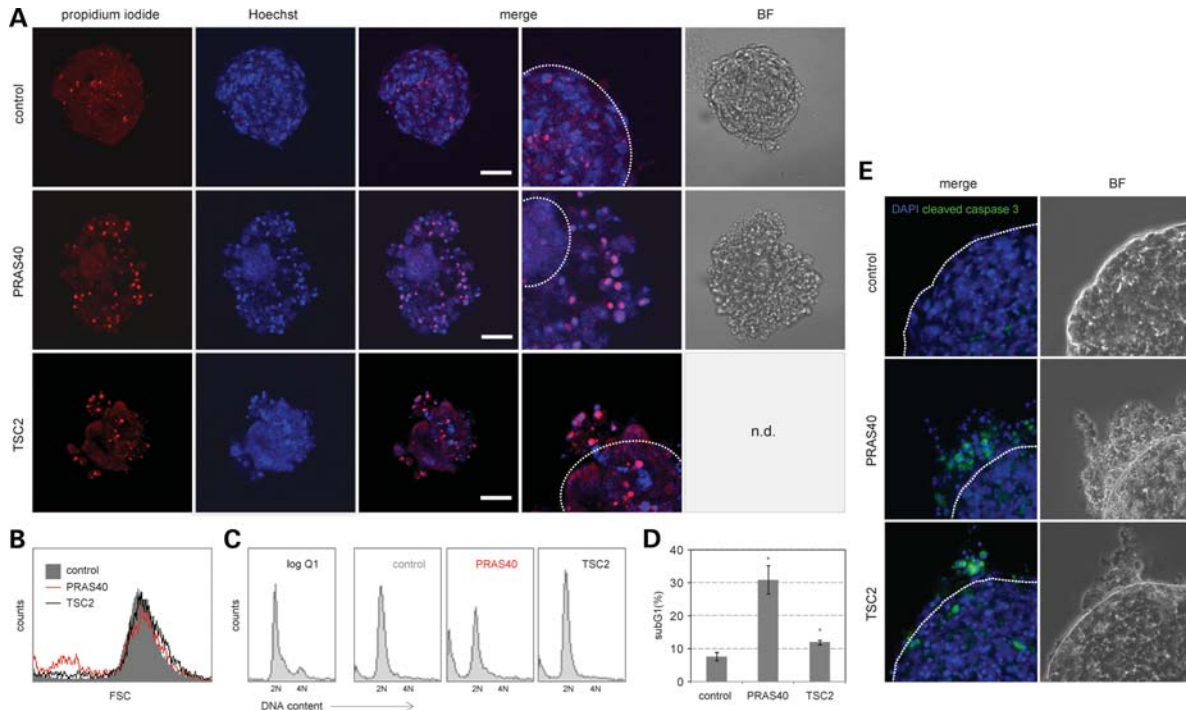 A
propidium iodide Hoechst merge BF
control
PRAS40
TSC2
n.d.
B
control
PRAS40
TSC2
counts
FSC
C
log Q1 control PRAS40 TSC2
counts
2N 4N 2N 4N 2N 4N 2N 4N
DNA content
D
subG1(%)
40
30
20
10
0
* *
control PRAS40 TSC2
E
merge BF
DAPI cleaved caspase 3
control
PRAS40
TSC2